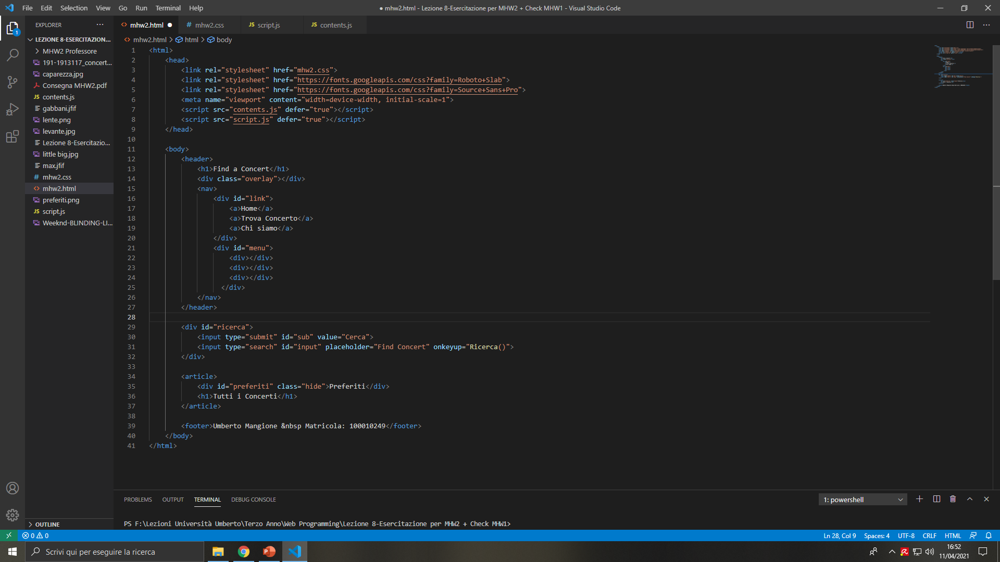 File Edit Selection View Go Run Terminal Help
● mhw2.html - Lezione 8-Esercitazione per MHW2 + Check MHW1 - Visual Studio Code
EXPLORER ···
mhw2.html ●
# mhw2.css
JS script.js
JS contents.js
1
LEZIONE 8-ESERCITAZION...
MHW2 Professore
191-1913117_concert...
caparezza.jpg
Consegna MHW2.pdf
JS contents.js
gabbani.jfif
lente.png
levante.jpg
Lezione 8-Esercitazio...
little big.jpg
max.jfif
# mhw2.css
<> mhw2.html
preferiti.png
JS script.js
Weeknd-BLINDING-LI...
OUTLINE
<> mhw2.html > html > body
1 <html>
2 <head>
3 <link rel="stylesheet" href="mhw2.css">
4 <link rel="stylesheet" href="https://fonts.googleapis.com/css?family=Roboto+Slab">
5 <link rel="stylesheet" href="https://fonts.googleapis.com/css?family=Source+Sans+Pro">
6 <meta name="viewport" content="width=device-width, initial-scale=1">
7 <script src="contents.js" defer="true"></script>
8 <script src="script.js" defer="true"></script>
9 </head>
10
11 <body>
12 <header>
13 <h1>Find a Concert</h1>
14 <div class="overlay"></div>
15 <nav>
16 <div id="link">
17 <a>Home</a>
18 <a>Trova Concerto</a>
19 <a>Chi siamo</a>
20 </div>
21 <div id="menu">
22 <div></div>
23 <div></div>
24 <div></div>
25 </div>
26 </nav>
27 </header>
28
29 <div id="ricerca">
30 <input type="submit" id="sub" value="Cerca">
31 <input type="search" id="input" placeholder="Find Concert" onkeyup="Ricerca()">
32 </div>
33
34 <article>
35 <div id="preferiti" class="hide">Preferiti</div>
36 <h1>Tutti i Concerti</h1>
37 </article>
38
39 <footer>Umberto Mangione &nbsp Matricola: 100010249</footer>
40 </body>
41 </html>
PROBLEMS OUTPUT TERMINAL DEBUG CONSOLE
1: powershell
PS F:\Lezioni Università Umberto\Terzo Anno\Web Programming\Lezione 8-Esercitazione per MHW2 + Check MHW1>
0 0
Ln 28, Col 9 Spaces: 4 UTF-8 CRLF HTML
Scrivi qui per eseguire la ricerca
16:52
11/04/2021